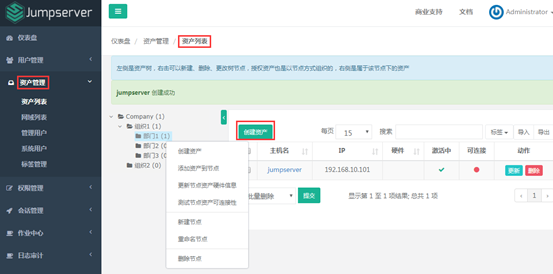 Jumpserver
商业支持 文档 Administrator
仪表盘
用户管理
资产管理
资产列表
网域列表
管理用户
系统用户
标签管理
权限管理
会话管理
作业中心
日志审计
仪表盘 / 资产管理 / 资产列表
左侧是资产树，右击可以新建、删除、更改树节点，授权资产也是以节点方式组织的，右侧是属于该节点下的资产
jumpserver 创建成功
Company (1)
组织1 (1)
部门1 (1)
部门2 (0)
部门3 (0)
组织2 (0)
创建资产
添加资产到节点
更新节点资产硬件信息
测试节点资产可连接性
新建节点
重命名节点
删除节点
创建资产 每页 15 搜索 标签 导入 导出
主机名 IP 硬件 激活中 可连接 动作
jumpserver 192.168.10.101 更新 删除
批量删除 提交 显示第 1 至 1 项结果; 总共 1 项 1